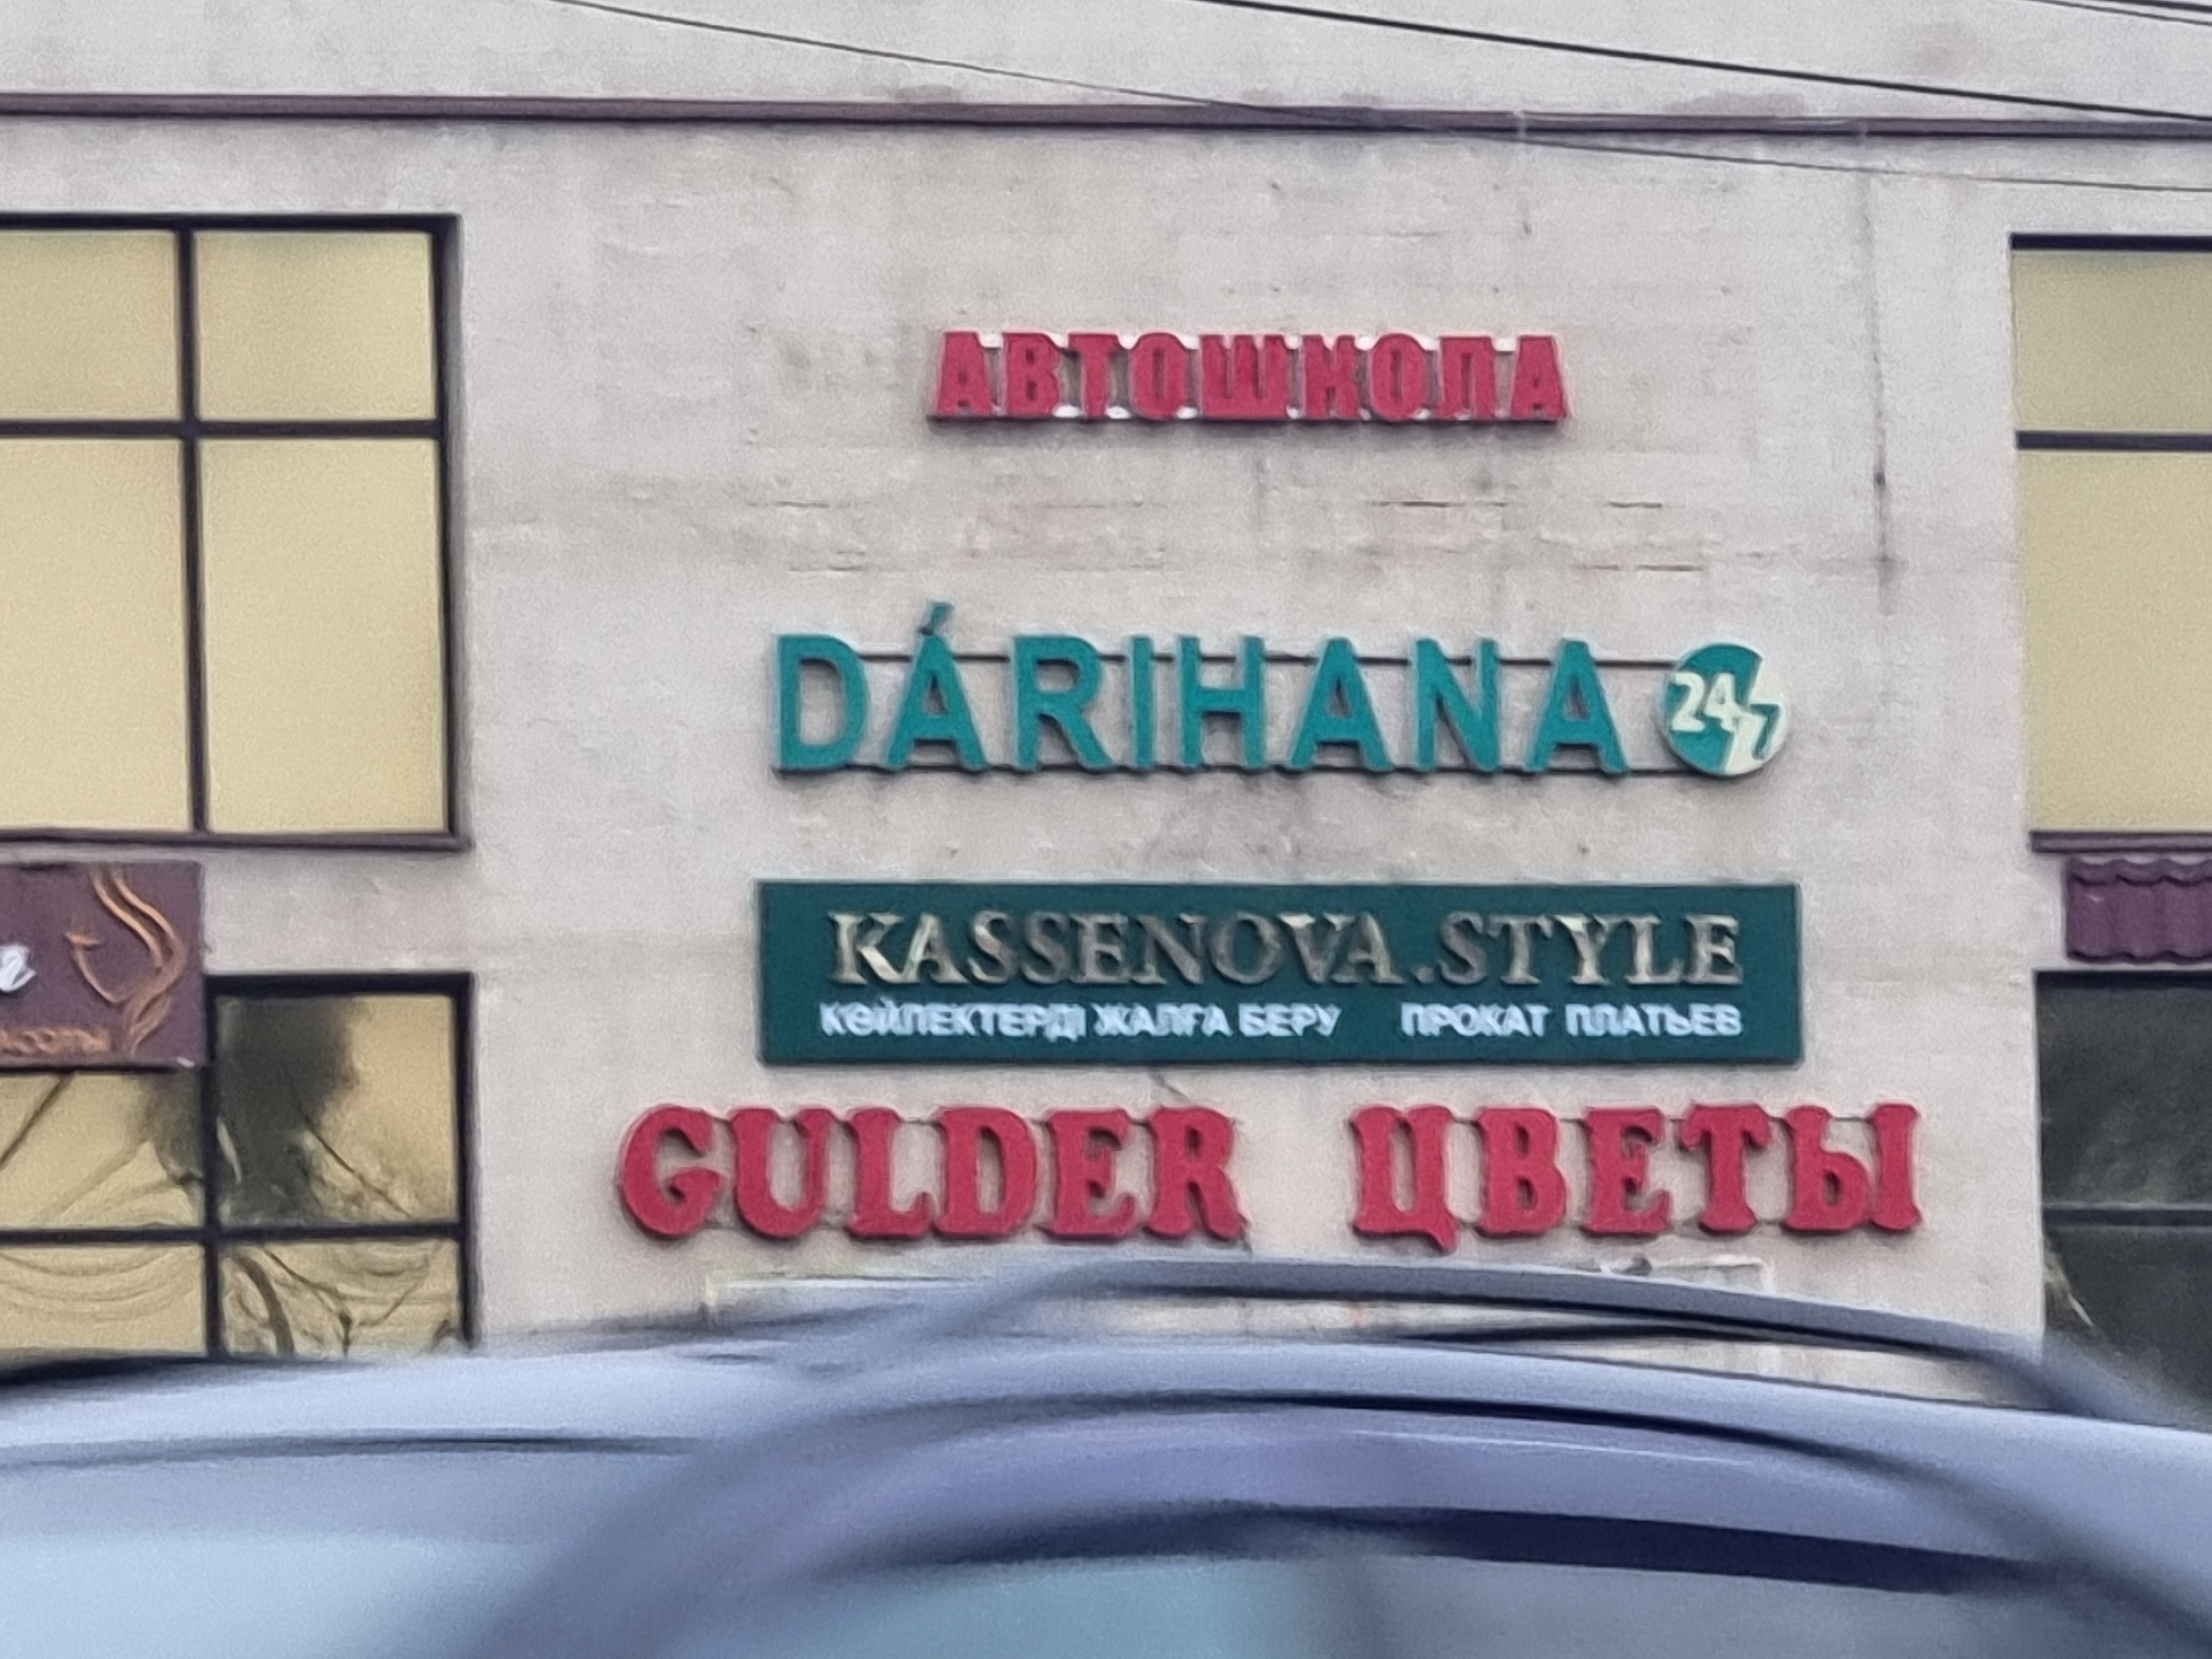 АВТОШКОЛА
DÁRIHANA 24/7
KASSENOVA.STYLE
КӨЙЛЕКТЕРДІ ЖАЛҒА БЕРУ ПРОКАТ ПЛАТЬЕВ
GULDER ЦВЕТЫ